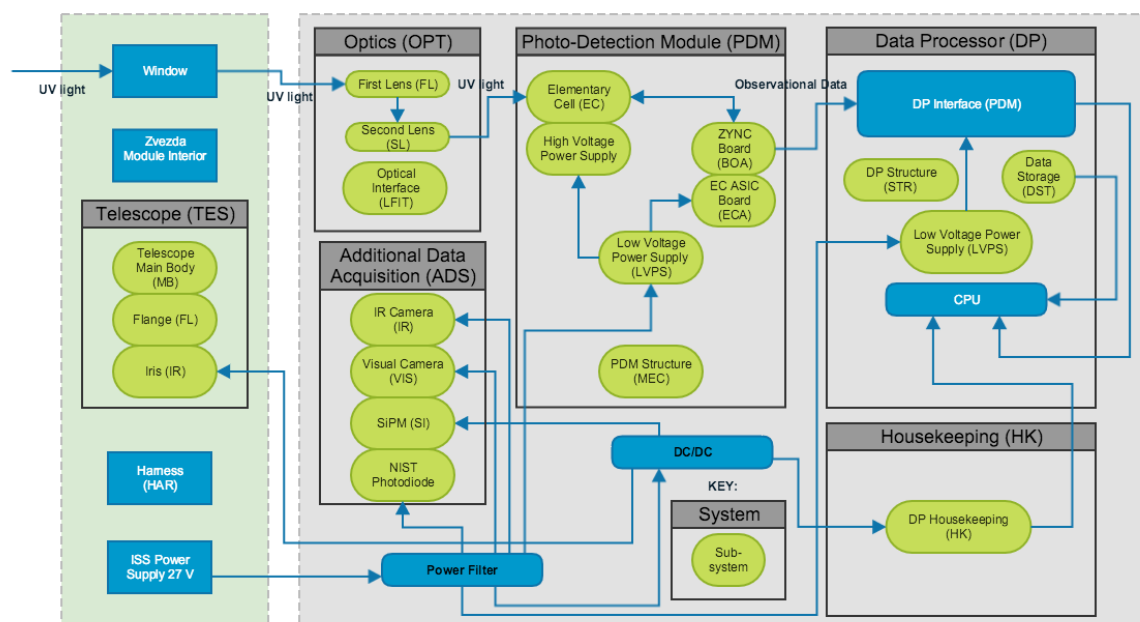 UV light
Window
Zvezda
Module Interior
Telescope (TES)
Telescope
Main Body
(MB)
Flange (FL)
Iris (IR)
Harness
(HAR)
ISS Power
Supply 27 V
UV light
Optics (OPT)
First Lens (FL)
Second Lens
(SL)
Optical
Interface
(LFIT)
UV light
Additional Data
Acquisition (ADS)
IR Camera
(IR)
Visual Camera
(VIS)
SiPM (SI)
NIST
Photodiode
Power Filter
Photo-Detection Module (PDM)
Elementary
Cell (EC)
High Voltage
Power Supply
ZYNC
Board
(BOA)
EC ASIC
Board
(ECA)
Low Voltage
Power Supply
(LVPS)
PDM Structure
(MEC)
Observational Data
DC/DC
KEY:
System
Sub-
system
Data Processor (DP)
DP Interface (PDM)
DP Structure
(STR)
Data
Storage
(DST)
Low Voltage Power
Supply (LVPS)
CPU
Housekeeping (HK)
DP Housekeeping
(HK)